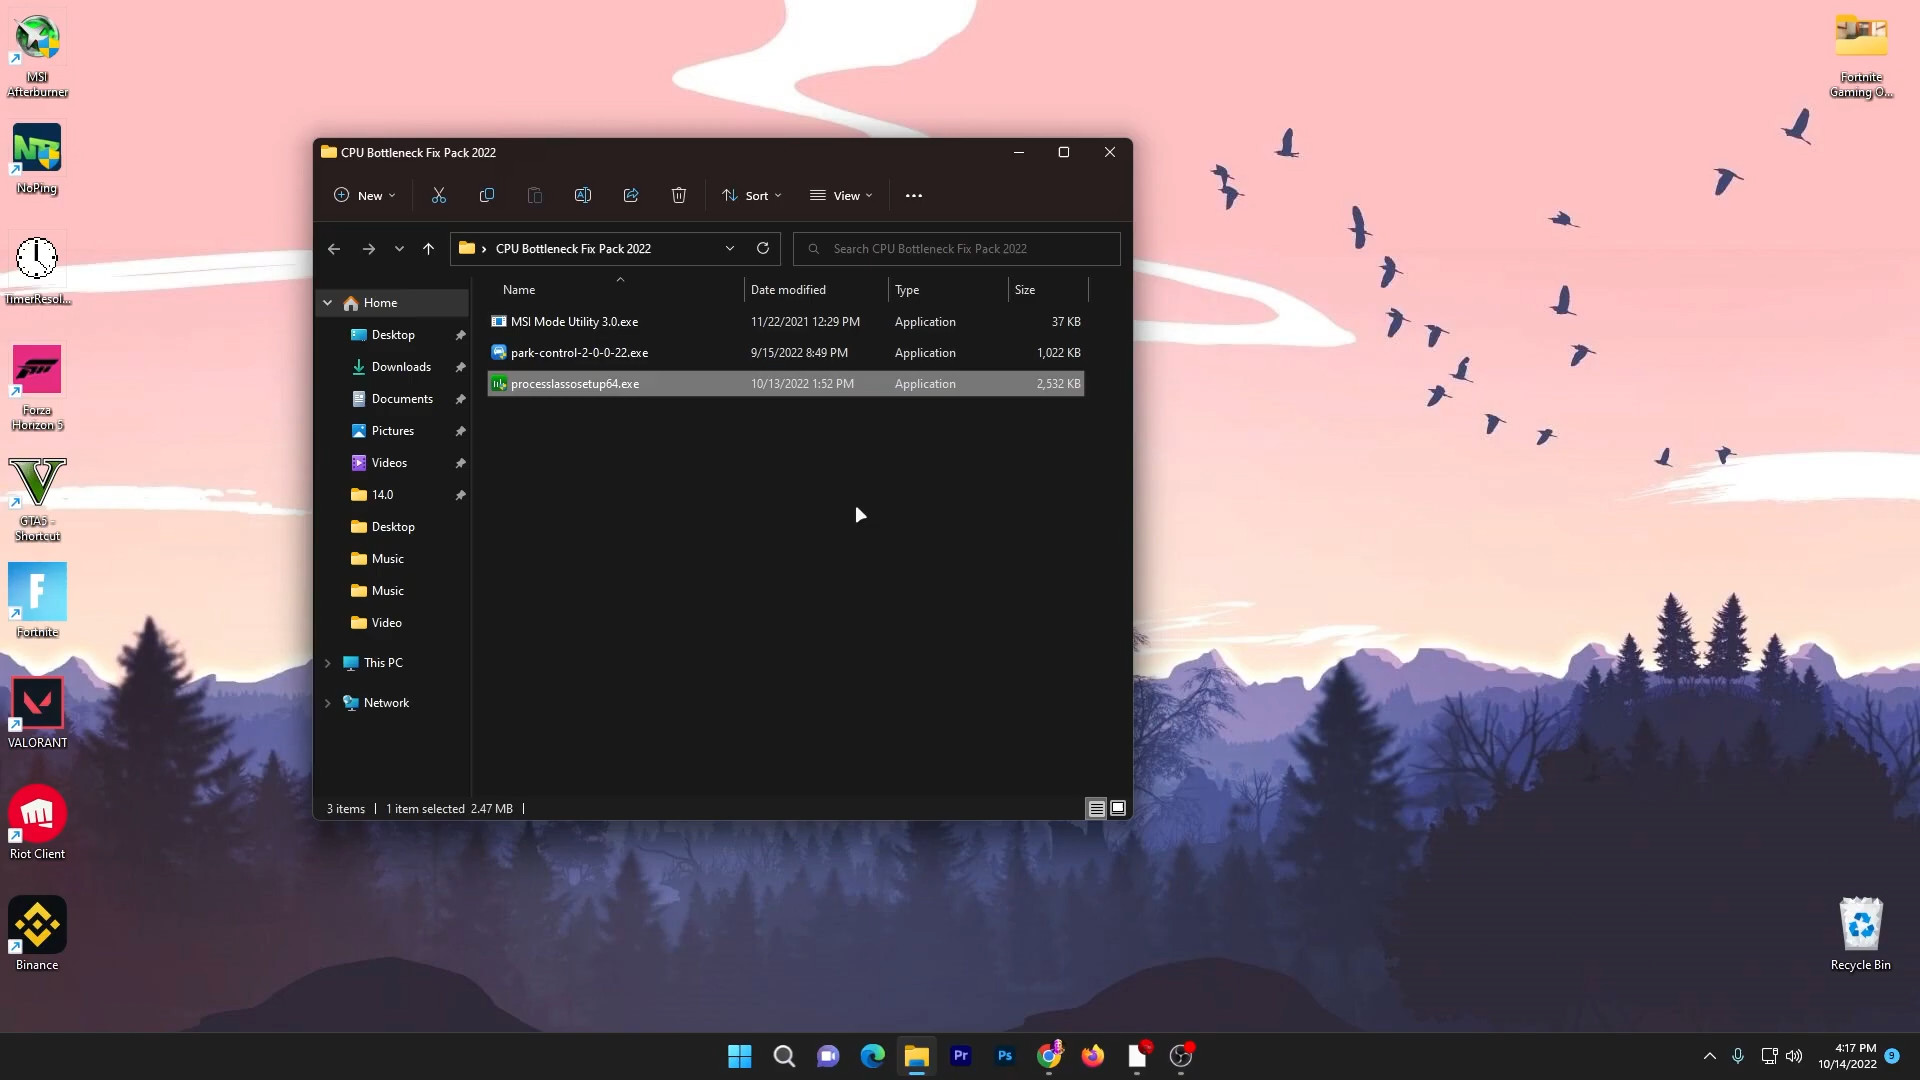 MSI
Afterburner
NoPing
TimerResol...
Forza
Horizon 5
GTA5 -
Shortcut
Fortnite
VALORANT
Riot Client
Binance
CPU Bottleneck Fix Pack 2022
New
Sort
View
CPU Bottleneck Fix Pack 2022
Search CPU Bottleneck Fix Pack 2022
Name
Date modified
Type
Size
MSI Mode Utility 3.0.exe
11/22/2021 12:29 PM
Application
37 KB
park-control-2-0-0-22.exe
9/15/2022 8:49 PM
Application
1,022 KB
processlassosetup64.exe
10/13/2022 1:52 PM
Application
2,532 KB
Home
Desktop
Downloads
Documents
Pictures
Videos
14.0
Desktop
Music
Music
Video
This PC
Network
3 items
1 item selected 2.47 MB
Fortnite
Gaming O...
Recycle Bin
Pr
Ps
4:17 PM
10/14/2022
9